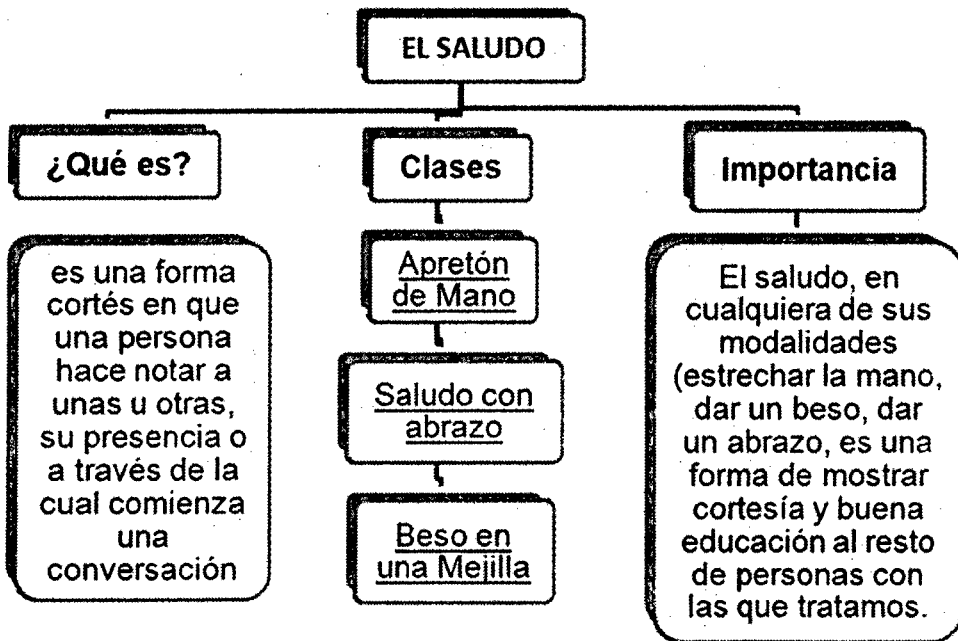 EL SALUDO
¿Qué es?
es una forma
cortés en que
una persona
hace notar a
unas u otras,
su presencia o
a través de la
cual comienza
una
conversación
Clases
Apretón
de Mano
Saludo con
abrazo
Beso en
una Mejilla
Importancia
El saludo, en
cualquiera de sus
modalidades
(estrechar la mano,
dar un beso, dar
un abrazo, es una
forma de mostrar
cortesía y buena
educación al resto
de personas con
las que tratamos.